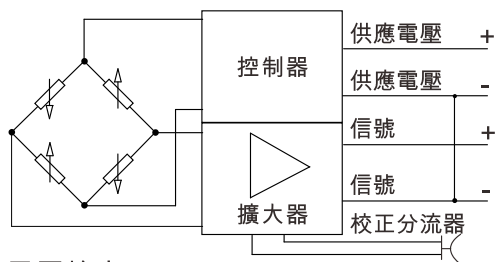 控制器
供應電壓 +
供應電壓 -
信號 +
信號 -
擴大器
校正分流器